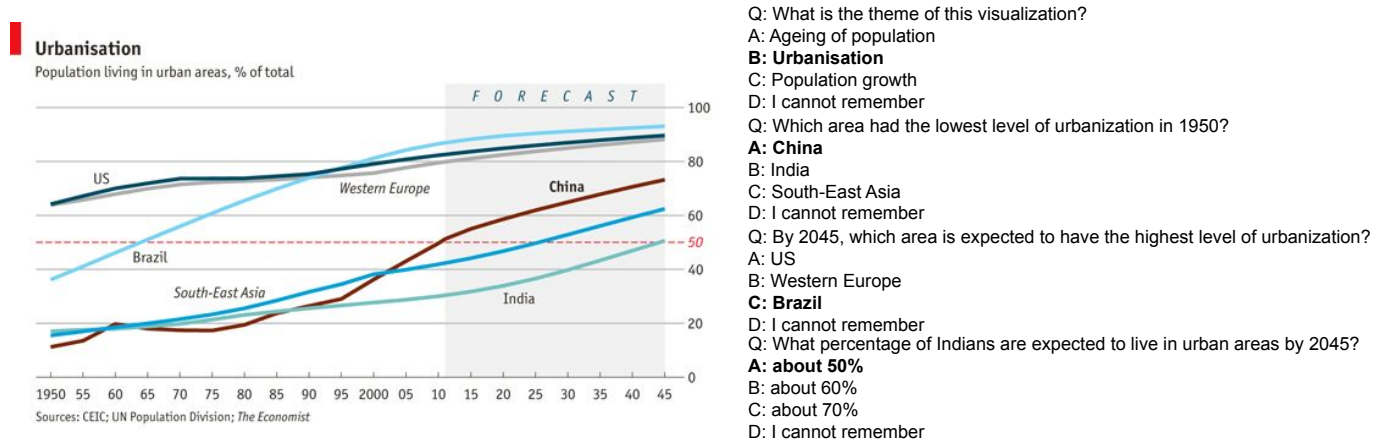 Urbanisation
Population living in urban areas, % of total
FORECAST
100
80
60
50
40
20
0
US
Western Europe
China
Brazil
South-East Asia
India
1950 55 60 65 70 75 80 85 90 95 2000 05 10 15 20 25 30 35 40 45
Sources: CEIC; UN Population Division; The Economist
Q: What is the theme of this visualization?
A: Ageing of population
B: Urbanisation
C: Population growth
D: I cannot remember
Q: Which area had the lowest level of urbanization in 1950?
A: China
B: India
C: South-East Asia
D: I cannot remember
Q: By 2045, which area is expected to have the highest level of urbanization?
A: US
B: Western Europe
C: Brazil
D: I cannot remember
Q: What percentage of Indians are expected to live in urban areas by 2045?
A: about 50%
B: about 60%
C: about 70%
D: I cannot remember